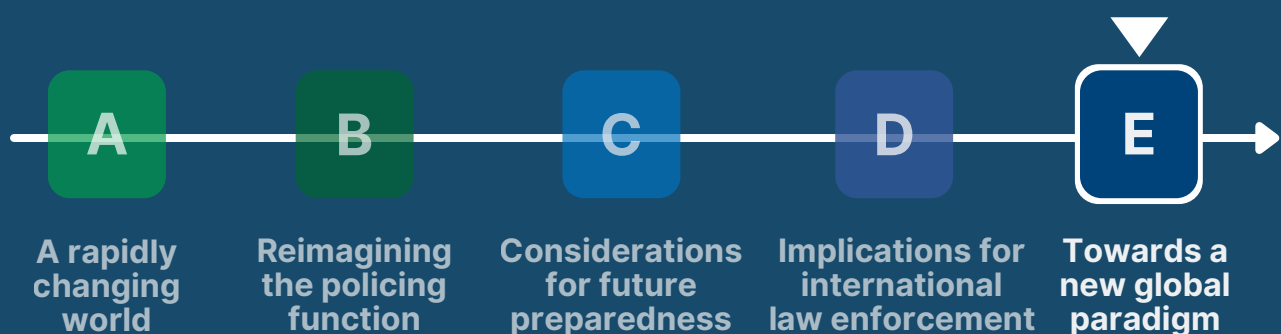 A
B
C
D
E
A rapidly
changing
world
Reimagining
the policing
function
Considerations
for future
preparedness
Implications for
international
law enforcement
Towards a
new global
paradigm